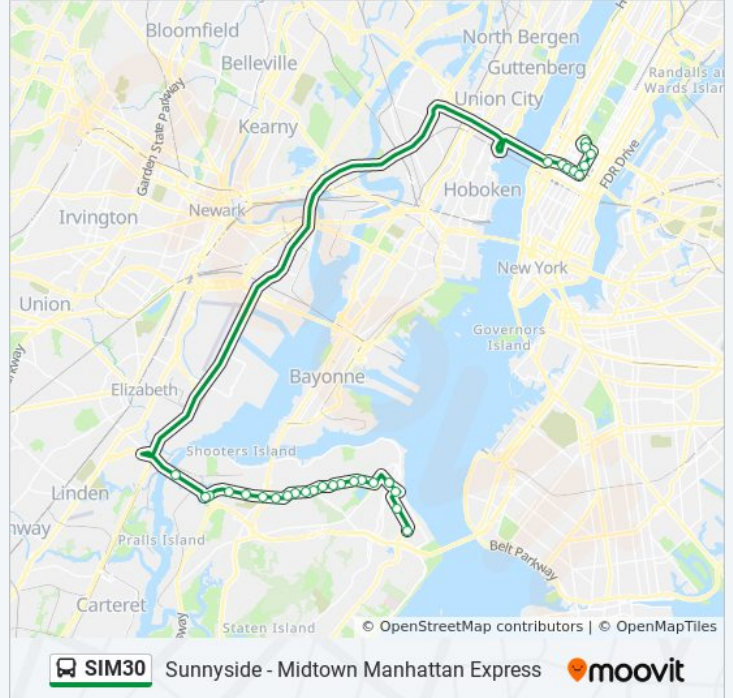 Bloomfield
Belleville
North Bergen
Guttenberg
Randalls
Wards
Union City
Kearny
Garden State Parkway
FDR Drive
Hoboken
Newark
Irvington
New York
Union
Governors
Island
Bayonne
Elizabeth
Shooters Island
Linden
Pralls Island
Belt Parkway
Carteret
Staten Island
© OpenStreetMap contributors | © OpenMapTiles
SIM30 Sunnyside - Midtown Manhattan Express moovit